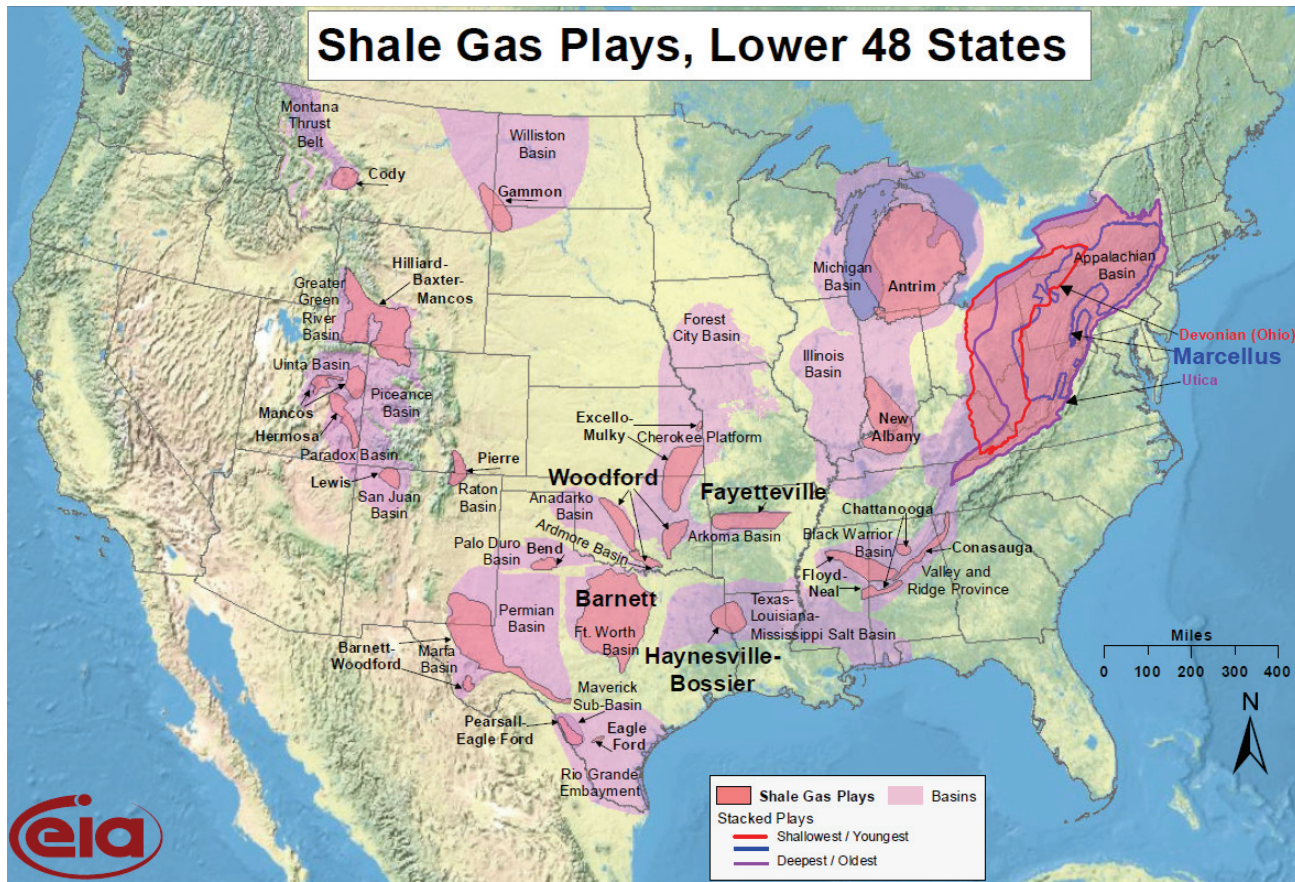 Shale Gas Plays, Lower 48 States
Montana
Thrust
Belt
Cody
Williston
Basin
Gammon
Hilliard-
Baxter-
Mancos
Greater
Green
River
Basin
Uinta Basin
Piceance
Basin
Mancos
Hermosa
Paradox Basin
Lewis
San Juan
Basin
Pierre
Raton
Basin
Michigan
Basin
Antrim
Forest
City Basin
Illinois
Basin
New
Albany
Appalachian
Basin
Devonian (Ohio)
Marcellus
Utica
Excello-
Mulky
Cherokee Platform
Woodford
Anadarko
Basin
Ardmore Basin
Fayetteville
Arkoma Basin
Palo Duro
Basin
Bend
Chattanooga
Black Warrior
Basin
Conasauga
Floyd-
Neal
Valley and
Ridge Province
Permian
Basin
Barnett
Ft. Worth
Basin
Texas-
Louisiana-
Mississippi Salt Basin
Haynesville-
Bossier
Barnett-
Woodford
Marfa
Basin
Maverick
Sub-Basin
Pearsall-
Eagle Ford
Eagle
Ford
Rio Grande
Embayment
Miles
0 100 200 300 400
N
Shale Gas Plays
Basins
Stacked Plays
Shallowest / Youngest
Deepest / Oldest
eia